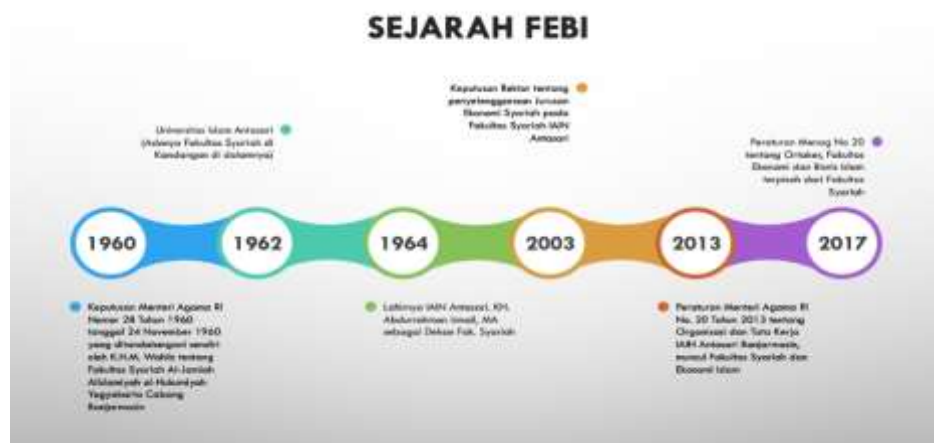 SEJARAH FEBI
Keputusan Rektor tentang
penyelenggaraan Jurusan
Ekonomi Syariah pada
Fakultas Syariah IAIN
Antasari
Universitas Islam Antasari
(Adanya Fakultas Syariah di
Kandangan di dalamnya)
Peraturan Menag No 20
tentang Ortaker, Fakultas
Ekonomi dan Bisnis Islam
terpisah dari Fakultas
Syariah
1960
1962
1964
2003
2013
2017
Keputusan Menteri Agama RI
Nomor 28 Tahun 1960
tanggal 24 November 1960
yang ditandatangani sendiri
oleh K.H.M. Wahib tentang
Fakultas Syariah Al-Jamiah
al-Hukumiyah
Yogyakarta Cabang
Banjarmasin
Lahirnya IAIN Antasari, KH.
Abdurrahman Ismail, MA
sebagai Dekan Fak. Syariah
Peraturan Menteri Agama RI
No. 20 Tahun 2013 tentang
Organisasi dan Tata Kerja
IAIN Antasari Banjarmasin,
muncul Fakultas Syariah dan
Ekonomi Islam